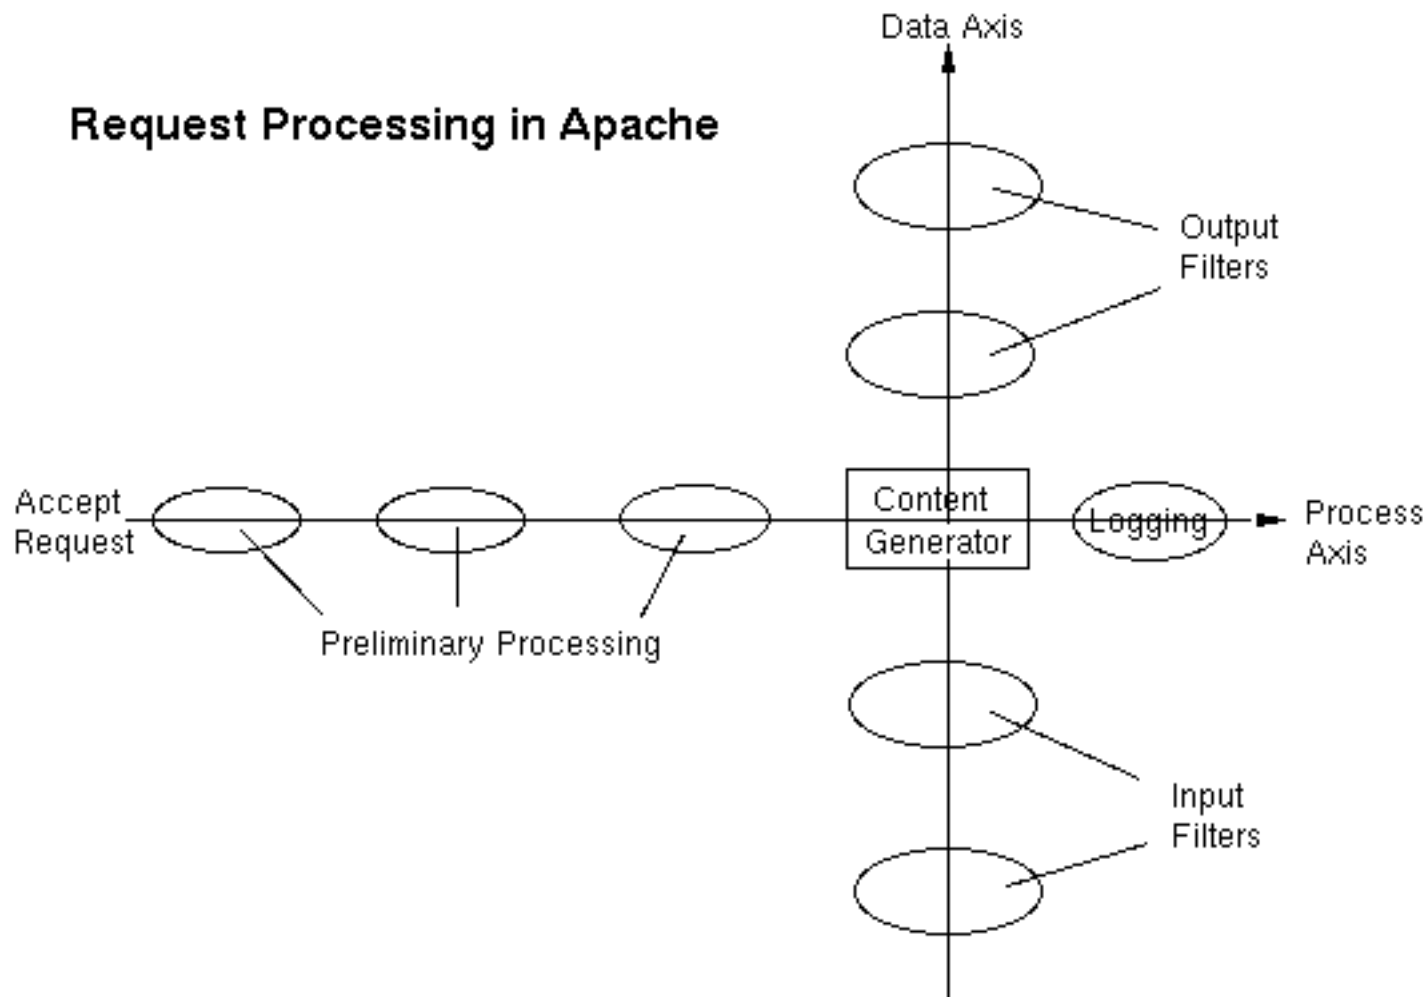 Data Axis
Request Processing in Apache
Output
Filters
Accept
Request
Content
Generator
Logging
Process
Axis
Preliminary Processing
Input
Filters